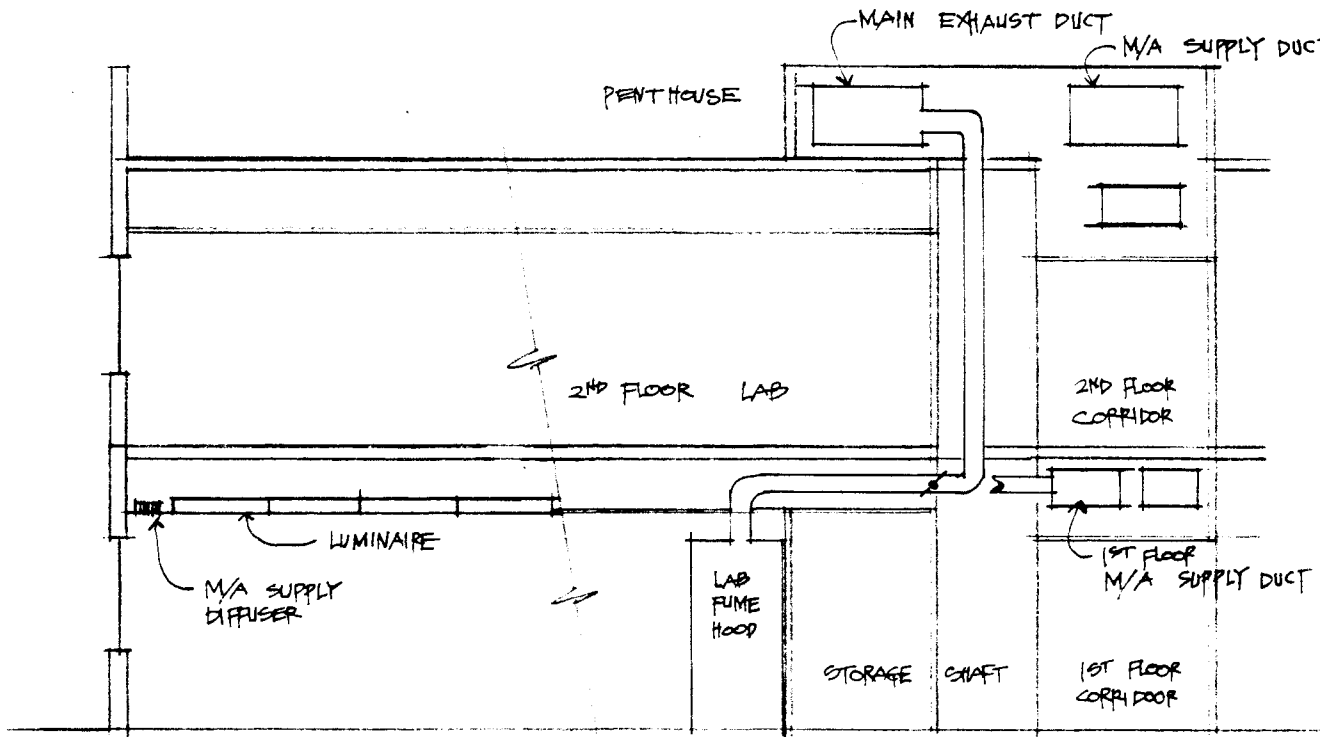 MAIN EXHAUST DUCT
M/A SUPPLY DUCT
PENTHOUSE
2ND FLOOR LAB
2ND FLOOR
CORRIDOR
LUMINAIRE
M/A SUPPLY
DIFFUSER
LAB
FUME
HOOD
1ST FLOOR
M/A SUPPLY DUCT
STORAGE
SHAFT
1ST FLOOR
CORRIDOOR